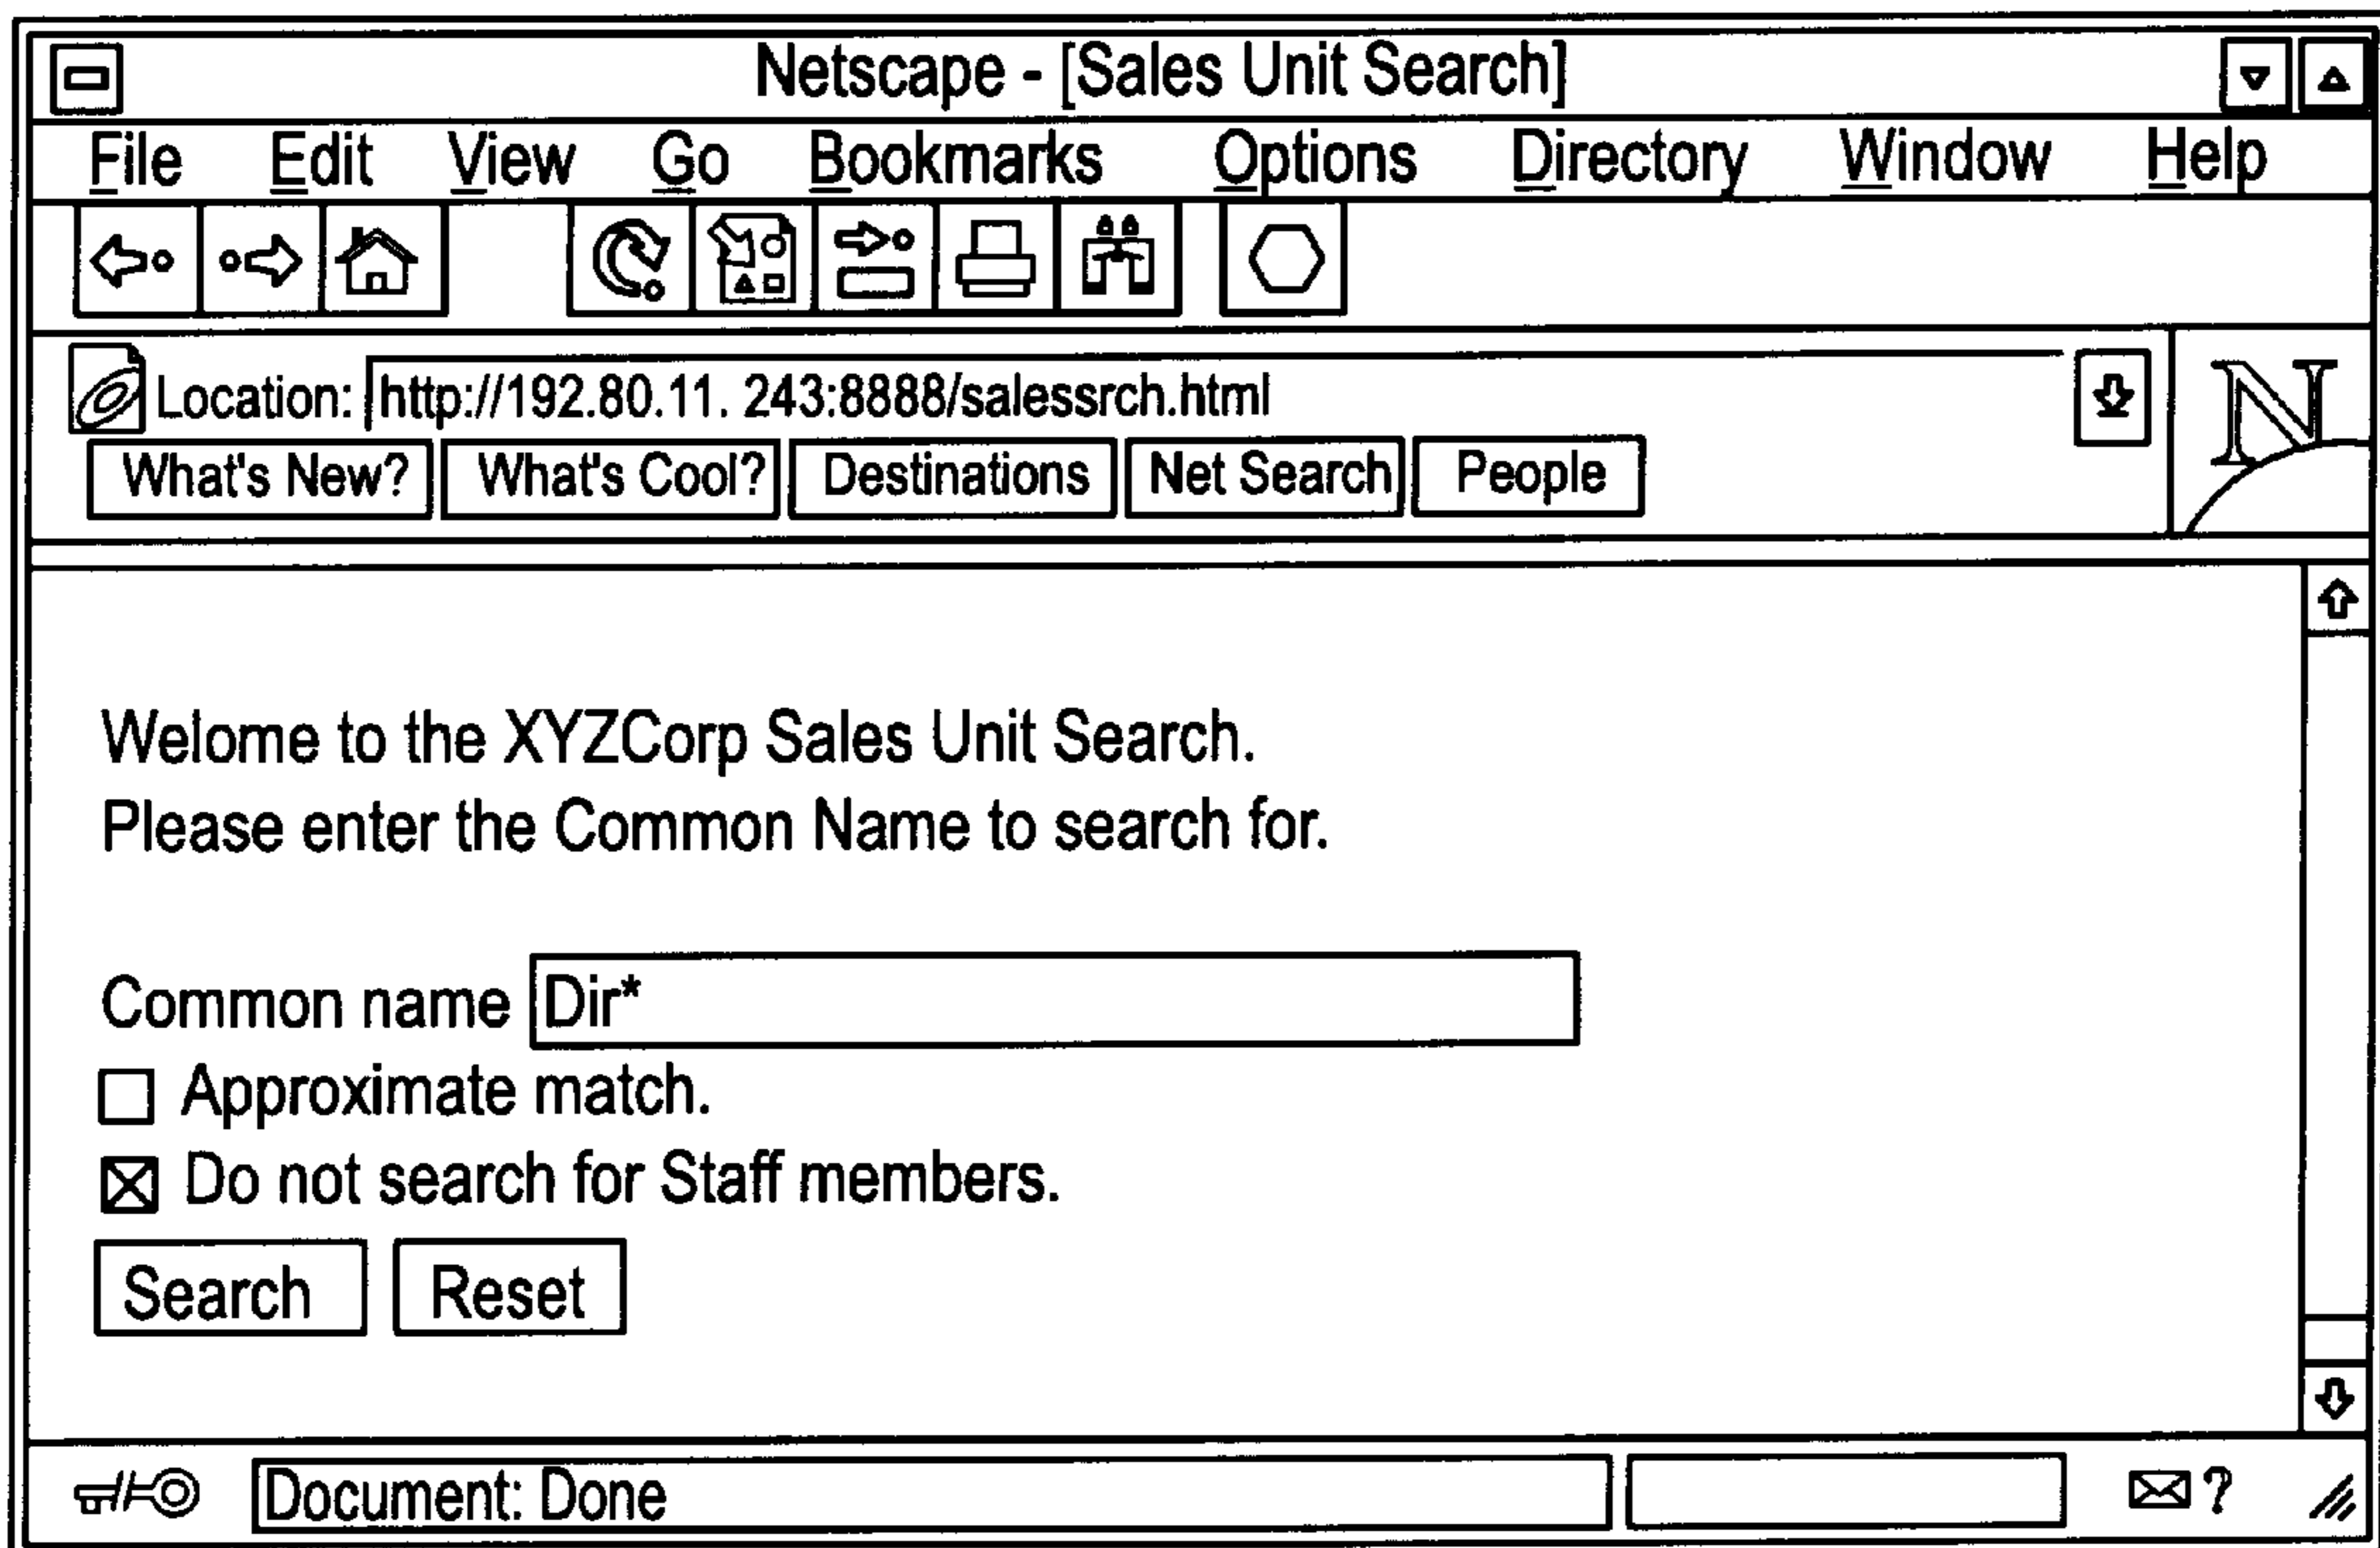 Netscape - [Sales Unit Search]
File Edit View Go Bookmarks Options Directory Window Help
Location: http://192.80.11. 243:8888/salessrch.html
N
What's New? What's Cool? Destinations Net Search People
Welome to the XYZCorp Sales Unit Search.
Please enter the Common Name to search for.
Common name Dir*
Approximate match.
Do not search for Staff members.
Search Reset
Document: Done ?